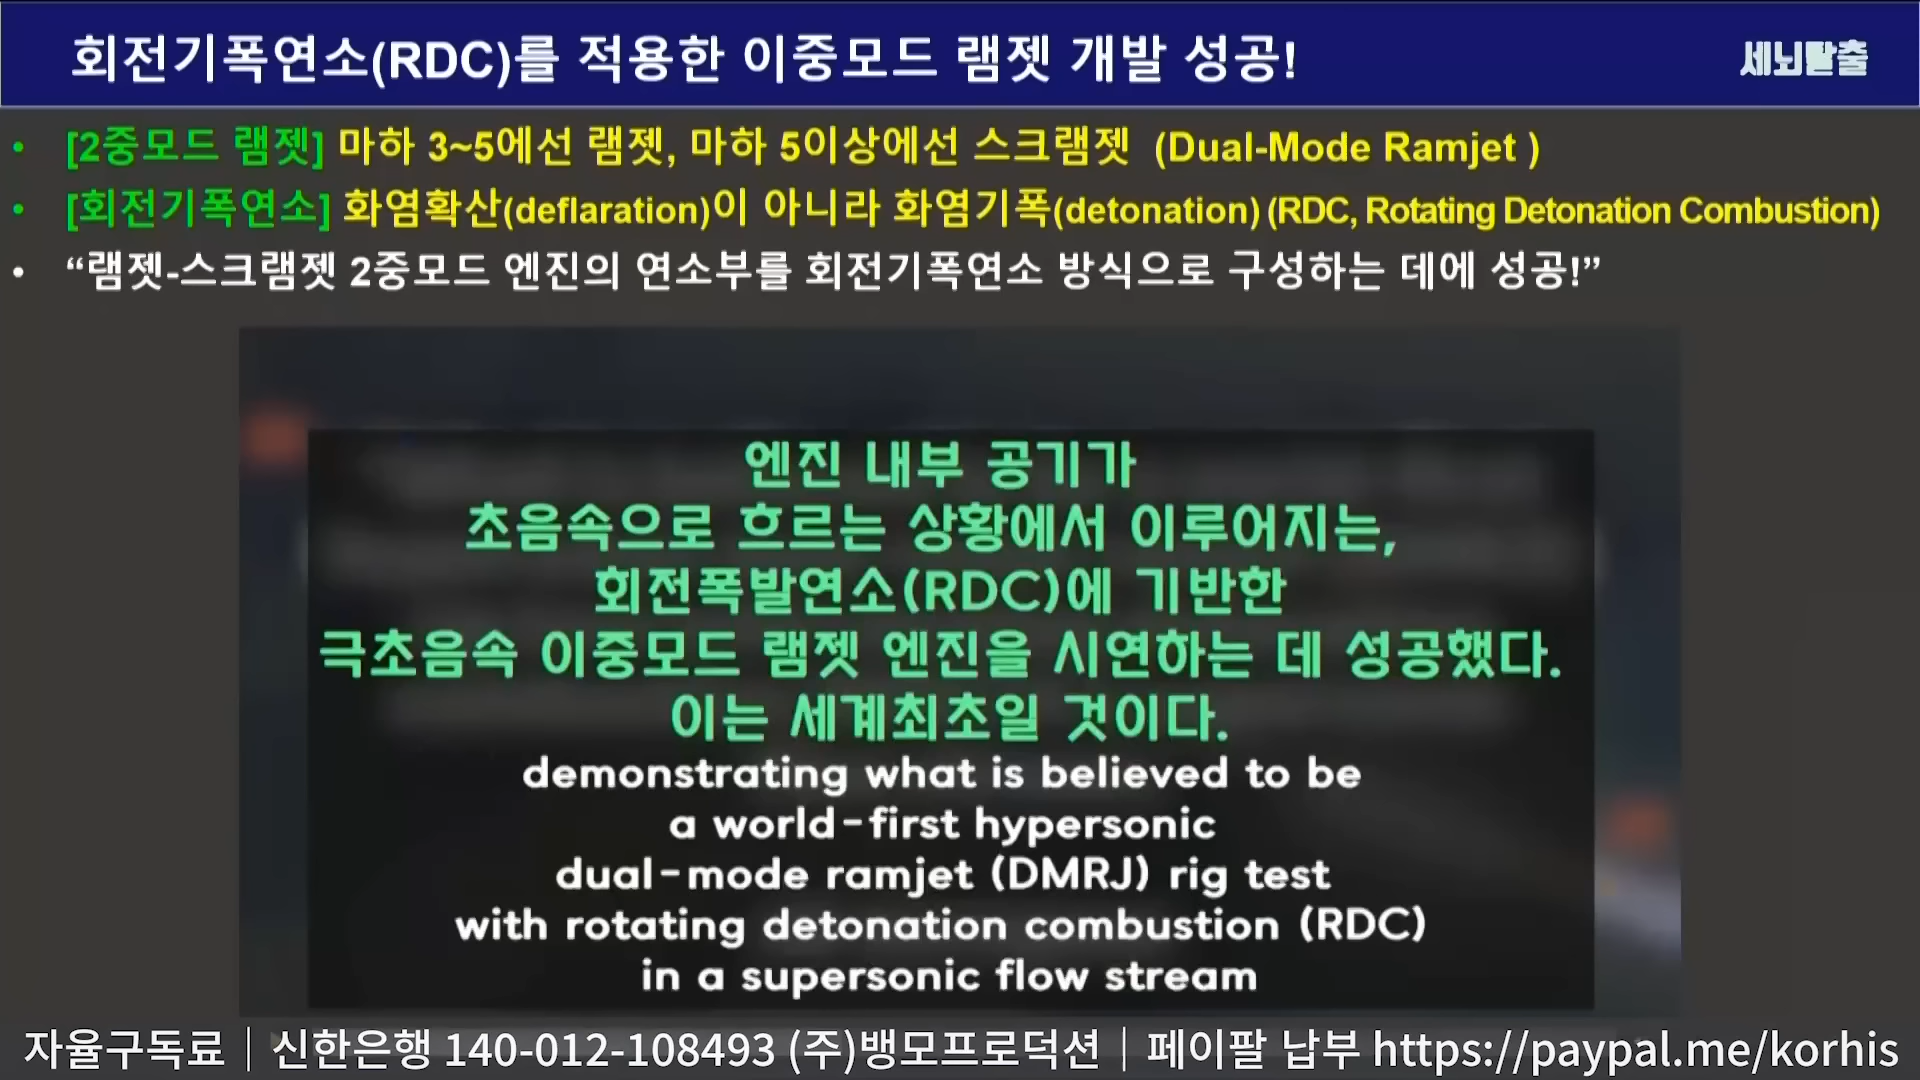 회전기폭연소(RDC)를 적용한 이중모드 램젯 개발 성공!
세뇌탈출
• [2중모드 램젯] 마하 3~5에선 램젯, 마하 5이상에선 스크램젯 (Dual-Mode Ramjet )
• [회전기폭연소] 화염확산(deflaration)이 아니라 화염기폭(detonation) (RDC, Rotating Detonation Combustion)
• “램젯-스크램젯 2중모드 엔진의 연소부를 회전기폭연소 방식으로 구성하는 데에 성공!”
엔진 내부 공기가
초음속으로 흐르는 상황에서 이루어지는,
회전폭발연소(RDC)에 기반한
극초음속 이중모드 램젯 엔진을 시연하는 데 성공했다.
이는 세계최초일 것이다.
demonstrating what is believed to be
a world-first hypersonic
dual-mode ramjet (DMRJ) rig test
with rotating detonation combustion (RDC)
in a supersonic flow stream
자율구독료│신한은행 140-012-108493 (주)뱅모프로덕션│페이팔 납부 https://paypal.me/korhis